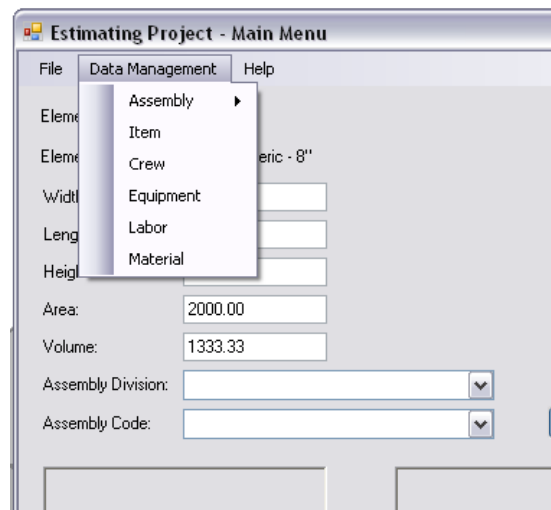 Estimating Project - Main Menu
File Data Management Help
Assembly
Item
Crew
Equipment
Labor
Material
Eleme
Eleme eric - 8"
Widt
Leng
Heigl
Area: 2000.00
Volume: 1333.33
Assembly Division:
Assembly Code: